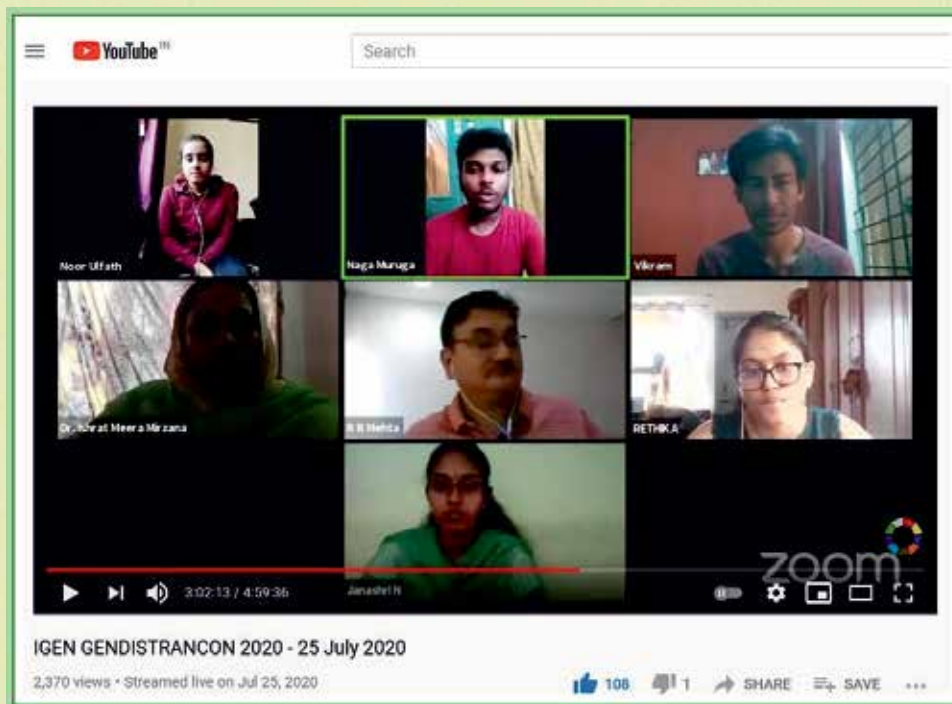 YouTube IN
Search
Noor Ulfath
Naga Muruga
Vikram
Dr. Ishrat Meera Mirzana
B R Mehta
RETHIKA
Janashri N
zoom
3:02:13 / 4:59:36
IGEN GENDISTRANCON 2020 - 25 July 2020
2,370 views • Streamed live on Jul 25, 2020
108
1
SHARE
SAVE